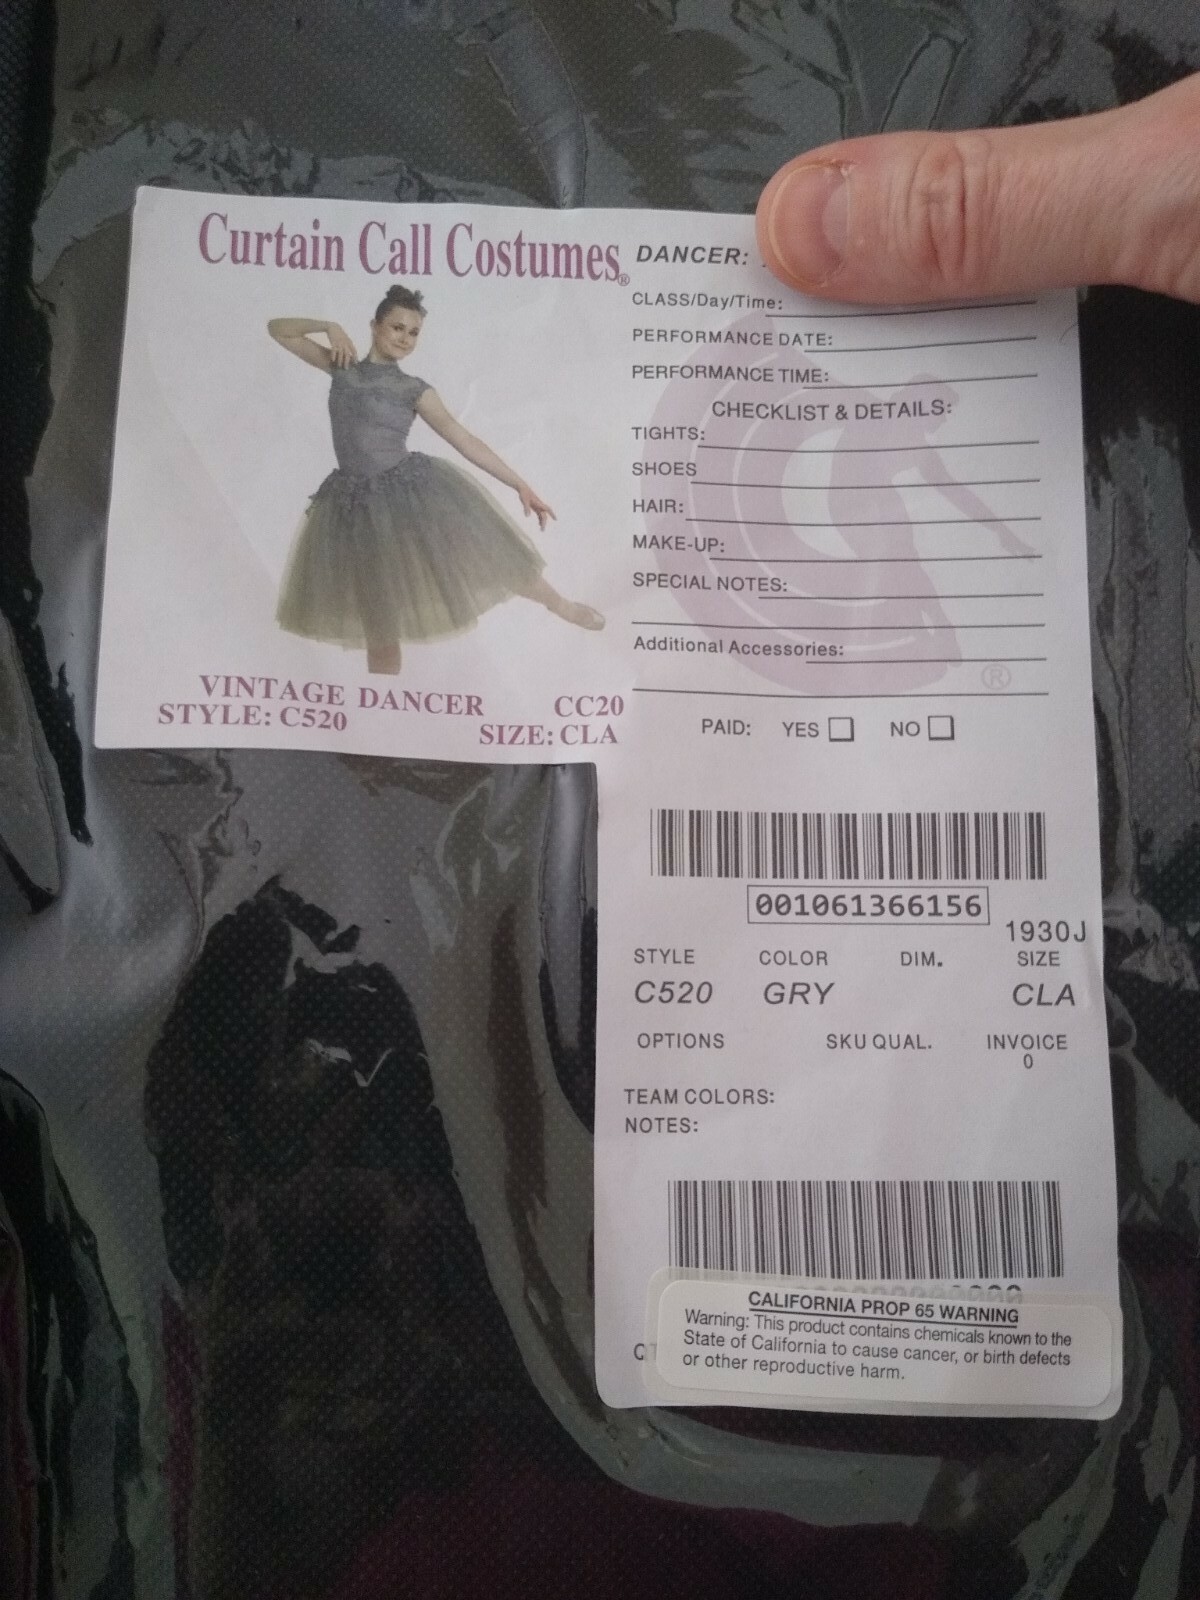 Curtain Call Costumes®
VINTAGE DANCER CC20
STYLE: C520 SIZE: CLA
DANCER:
CLASS/Day/Time:
PERFORMANCE DATE:
PERFORMANCE TIME:
CHECKLIST & DETAILS:
TIGHTS:
SHOES
HAIR:
MAKE-UP:
SPECIAL NOTES:
Additional Accessories:
®
PAID: YES NO
001061366156
1930J
STYLE COLOR DIM. SIZE
C520 GRY CLA
OPTIONS SKU QUAL. INVOICE
0
TEAM COLORS:
NOTES:
CALIFORNIA PROP 65 WARNING
Warning: This product contains chemicals known to the
State of California to cause cancer, or birth defects
or other reproductive harm.